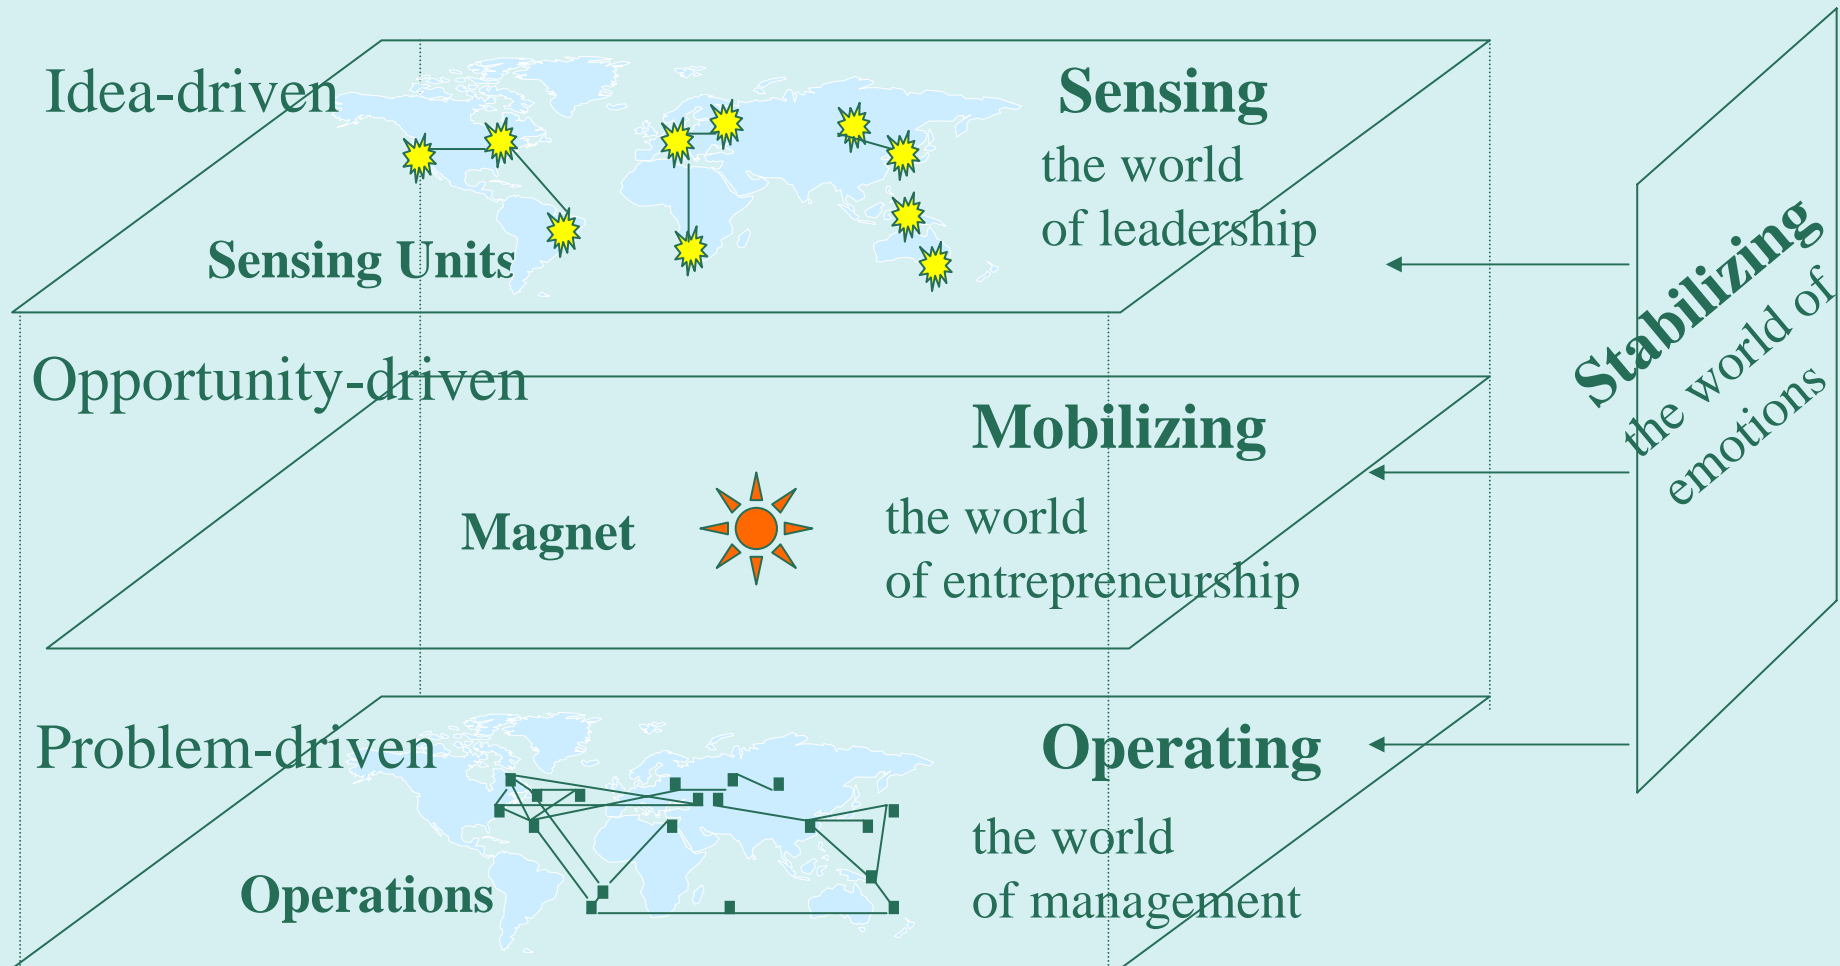 Idea-driven
Sensing
the world
of leadership
Sensing Units
Opportunity-driven
Mobilizing
Magnet
the world
of entrepreneurship
Problem-driven
Operating
the world
of management
Operations
Stabilizing
the world of
emotions